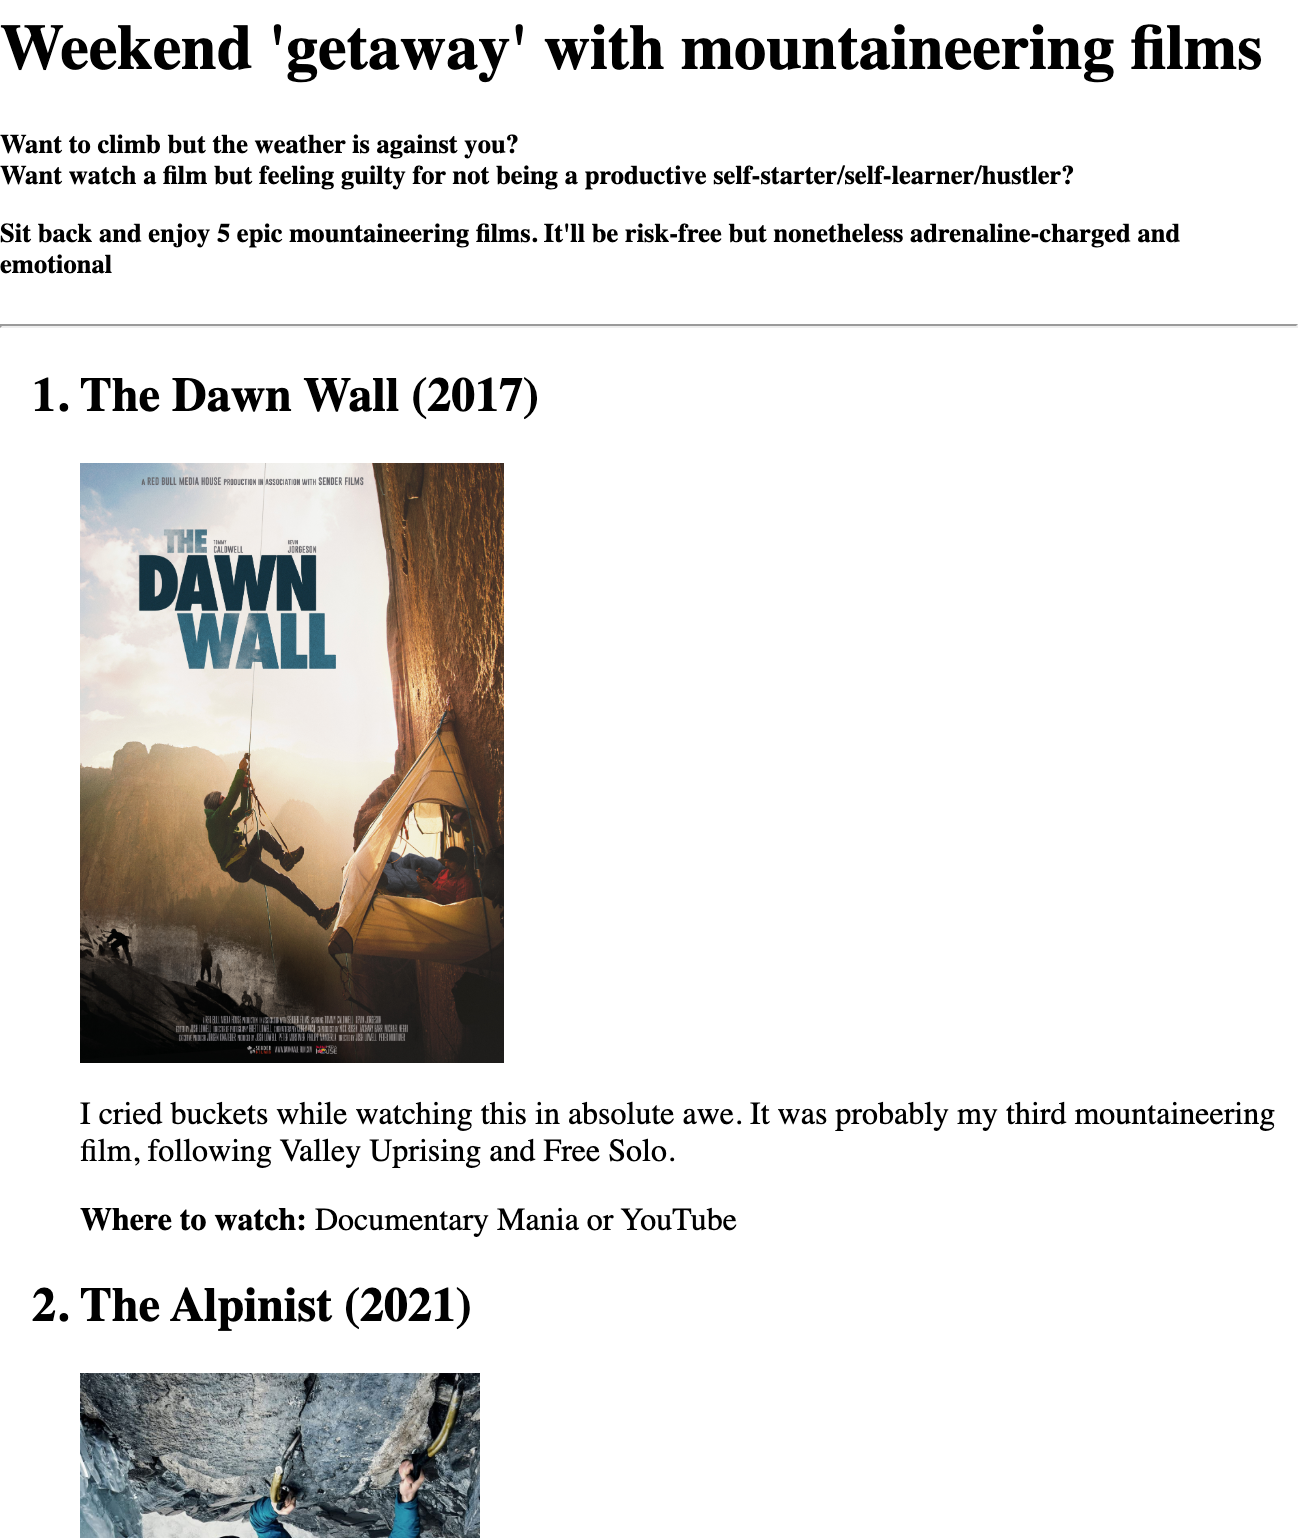 Weekend 'getaway' with mountaineering films
Want to climb but the weather is against you?
Want watch a film but feeling guilty for not being a productive self-starter/self-learner/hustler?
Sit back and enjoy 5 epic mountaineering films. It'll be risk-free but nonetheless adrenaline-charged and
emotional
1. The Dawn Wall (2017)
A RED BULL MEDIA HOUSE PRODUCTION IN ASSOCIATION WITH SENDER FILMS
THE
TOMMY CALDWELL
KEVIN JORGESON
DAWN
WALL
I cried buckets while watching this in absolute awe. It was probably my third mountaineering
film, following Valley Uprising and Free Solo.
Where to watch: Documentary Mania or YouTube
2. The Alpinist (2021)